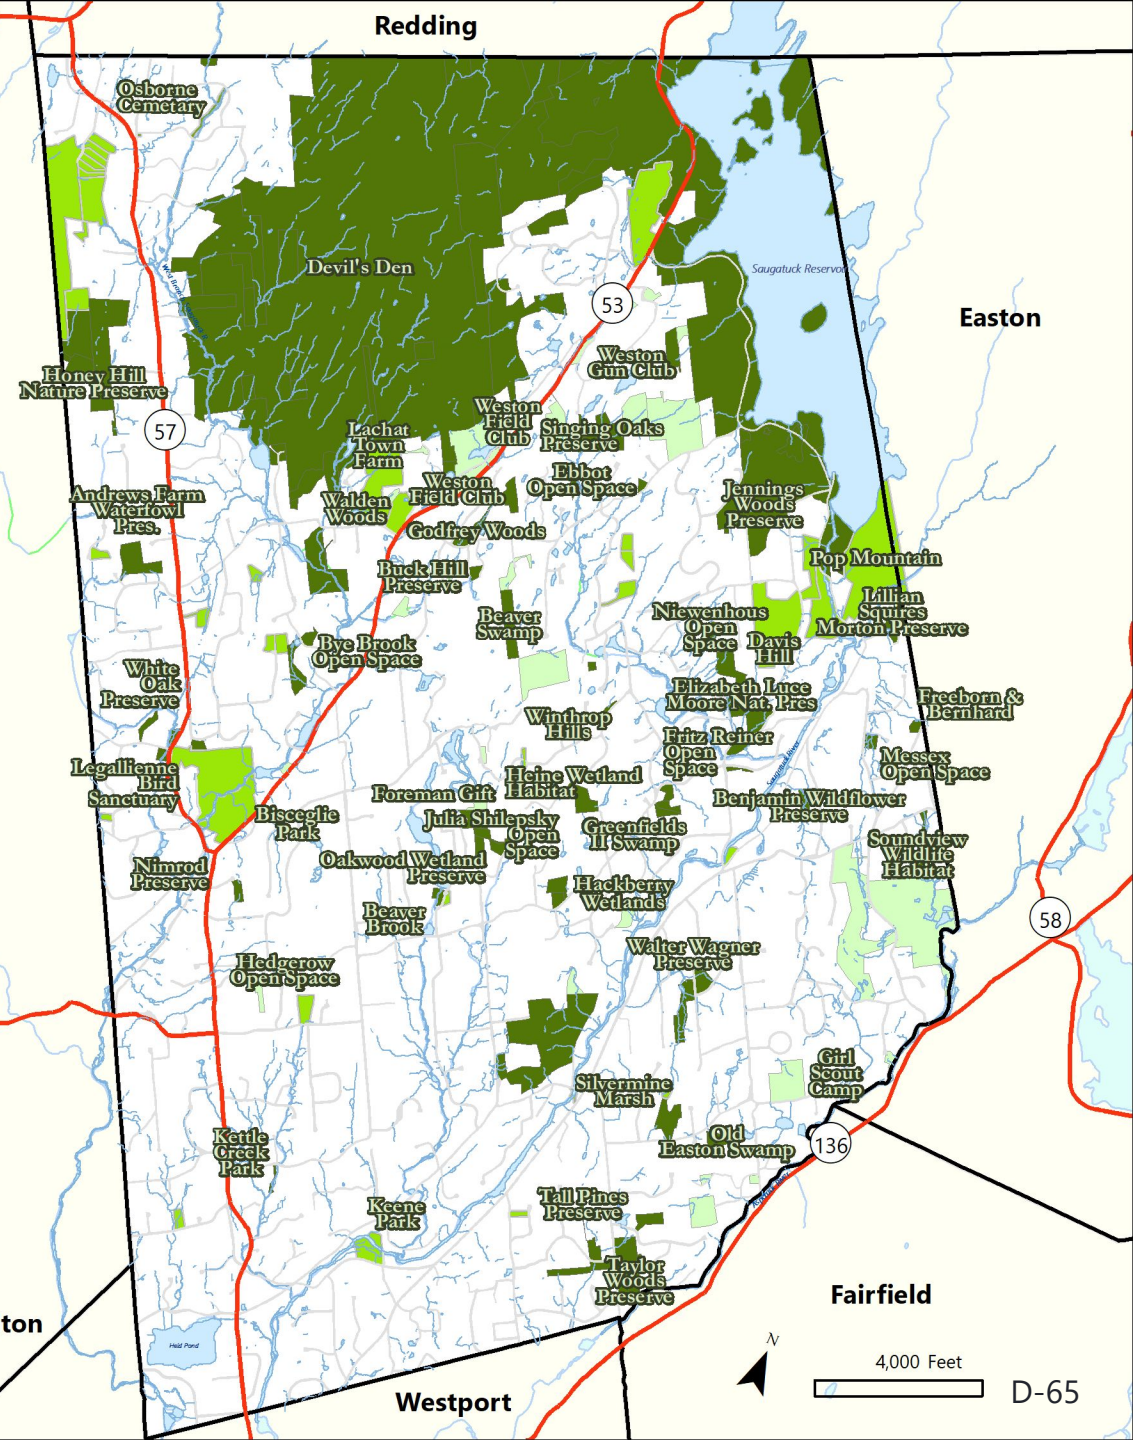 Redding
Osborne
Cemetary
Devil's Den
Saugatuck Reservoir
53
Easton
Weston
Gun Club
Honey Hill
Nature Preserve
57
Weston
Field
Club
Singing Oaks
Preserve
Lachat
Town
Farm
Ebbot
Open Space
Weston
Field Club
Walden
Woods
Jennings
Woods
Preserve
Andrews Farm
Waterfowl
Pres.
Godfrey Woods
Pop Mountain
Buck Hill
Preserve
Lillian
Squires
Morton Preserve
Beaver
Swamp
Niewenhous
Open
Space
Davis
Hill
Bye Brook
Open Space
White
Oak
Preserve
Elizabeth Luce
Moore Nat. Pres
Freeborn &
Bernhard
Winthrop
Hills
Fritz Reiner
Open
Space
Saugatuck River
Messex
Open Space
Legallienne
Bird
Sanctuary
Heine Wetland
Habitat
Foreman Gift
Benjamin Wildflower
Preserve
Bisceglie
Park
Julia Shilepsky
Open
Space
Greenfields
II Swamp
Soundview
Wildlife
Habitat
Nimrod
Preserve
Oakwood Wetland
Preserve
Hackberry
Wetlands
Beaver
Brook
58
Walter Wagner
Preserve
Hedgerow
Open Space
Girl
Scout
Camp
Silvermine
Marsh
Old
Easton Swamp
136
Kettle
Creek
Park
Keene
Park
Tall Pines
Preserve
Taylor
Woods
Preserve
Fairfield
ton
Held Pond
N
4,000 Feet
D-65
Westport